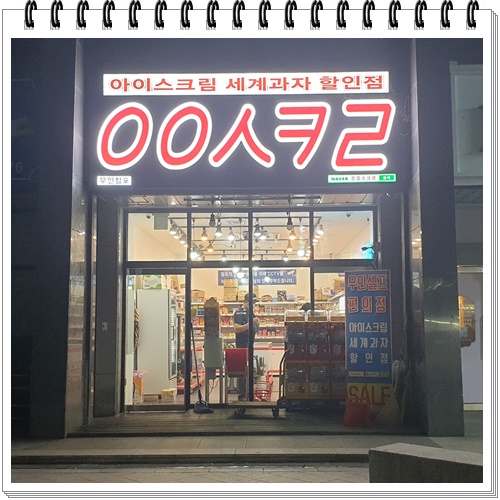 아이스크림 세계과자 할인점
OO스크르
무인점포
NAVER
무인점포
편의점
아이스크림
세계과자
할인점
SALE